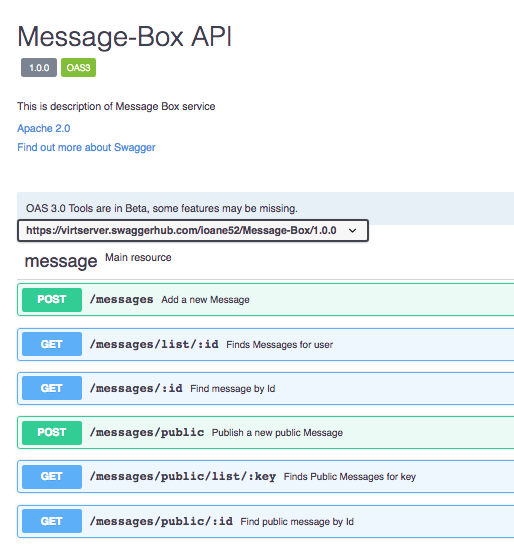 Message-Box API
1.0.0 OAS3
This is description of Message Box service
Apache 2.0
Find out more about Swagger
OAS 3.0 Tools are in Beta, some features may be missing.
https://virtserver.swaggerhub.com/ioane52/Message-Box/1.0.0
message Main resource
POST /messages Add a new Message
GET /messages/list/:id Finds Messages for user
GET /messages/:id Find message by Id
POST /messages/public Publish a new public Message
GET /messages/public/list/:key Finds Public Messages for key
GET /messages/public/:id Find public message by Id